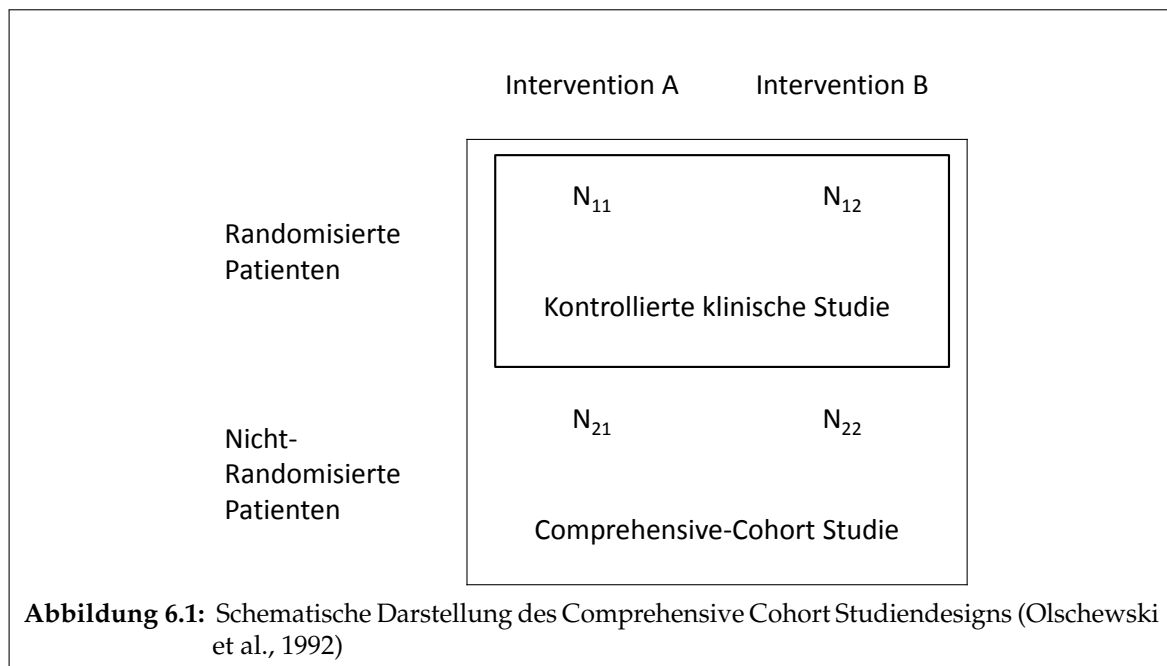 Intervention A Intervention B
N₁₁ N₁₂
Randomisierte
Patienten
Kontrollierte klinische Studie
N₂₁ N₂₂
Nicht-
Randomisierte
Patienten
Comprehensive-Cohort Studie
Abbildung 6.1: Schematische Darstellung des Comprehensive Cohort Studiendesigns (Olschewski
et al., 1992)